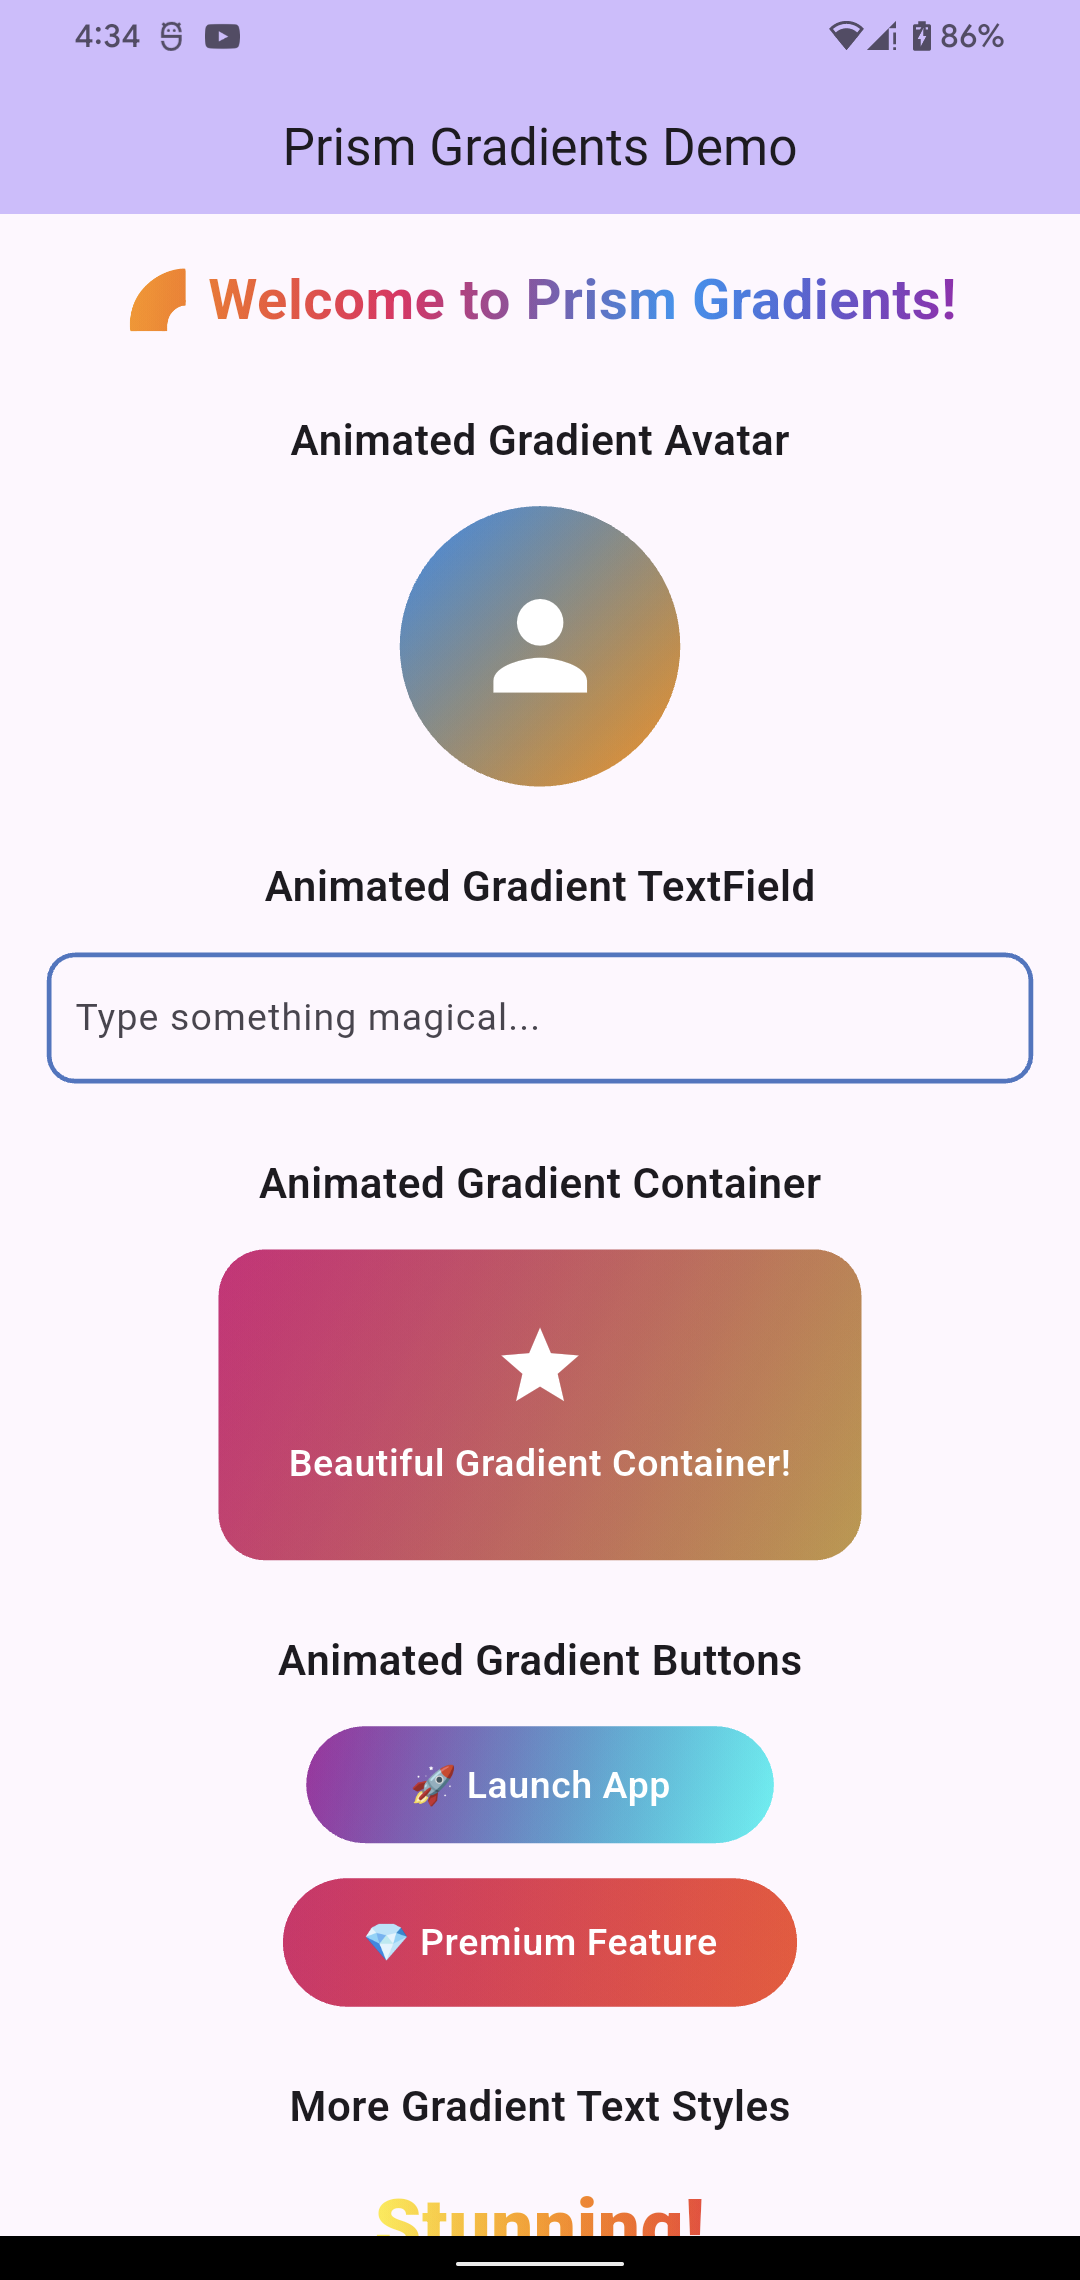 4:34 86%
Prism Gradients Demo
Welcome to Prism Gradients!
Animated Gradient Avatar
Animated Gradient TextField
Type something magical...
Animated Gradient Container
Beautiful Gradient Container!
Animated Gradient Buttons
🚀 Launch App
💎 Premium Feature
More Gradient Text Styles
Stunning!